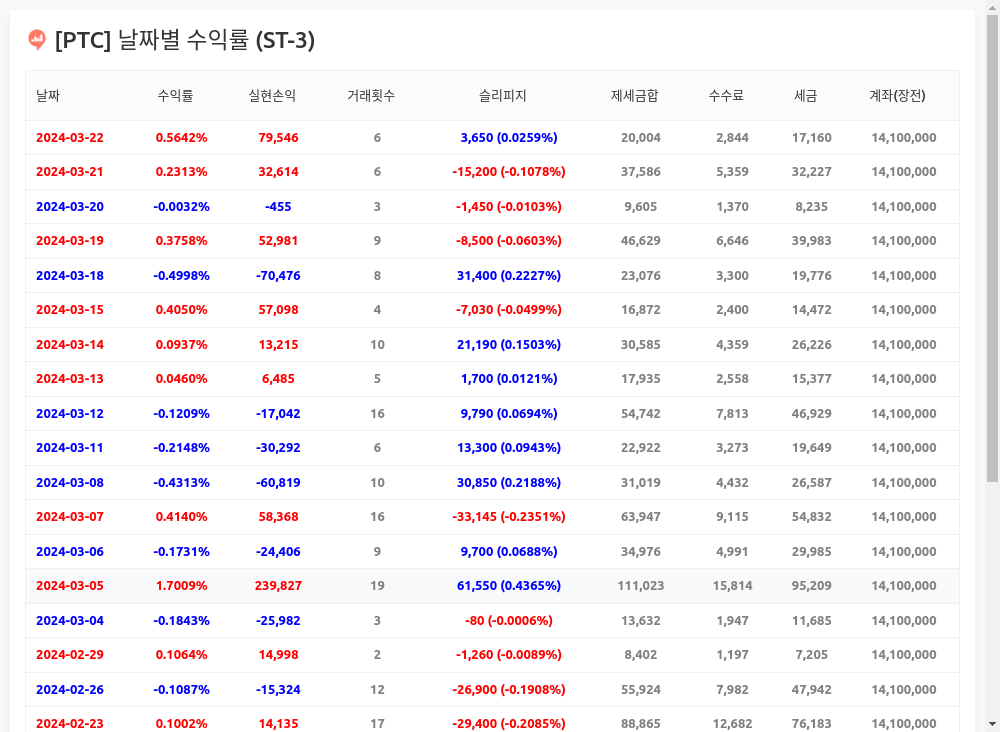 [PTC] 날짜별 수익률 (ST-3)
날짜 수익률 실현손익 거래횟수 슬리피지 제세금합 수수료 세금 계좌(장전)
2024-03-22 0.5642% 79,546 6 3,650 (0.0259%) 20,004 2,844 17,160 14,100,000
2024-03-21 0.2313% 32,614 6 -15,200 (-0.1078%) 37,586 5,359 32,227 14,100,000
2024-03-20 -0.0032% -455 3 -1,450 (-0.0103%) 9,605 1,370 8,235 14,100,000
2024-03-19 0.3758% 52,981 9 -8,500 (-0.0603%) 46,629 6,646 39,983 14,100,000
2024-03-18 -0.4998% -70,476 8 31,400 (0.2227%) 23,076 3,300 19,776 14,100,000
2024-03-15 0.4050% 57,098 4 -7,030 (-0.0499%) 16,872 2,400 14,472 14,100,000
2024-03-14 0.0937% 13,215 10 21,190 (0.1503%) 30,585 4,359 26,226 14,100,000
2024-03-13 0.0460% 6,485 5 1,700 (0.0121%) 17,935 2,558 15,377 14,100,000
2024-03-12 -0.1209% -17,042 16 9,790 (0.0694%) 54,742 7,813 46,929 14,100,000
2024-03-11 -0.2148% -30,292 6 13,300 (0.0943%) 22,922 3,273 19,649 14,100,000
2024-03-08 -0.4313% -60,819 10 30,850 (0.2188%) 31,019 4,432 26,587 14,100,000
2024-03-07 0.4140% 58,368 16 -33,145 (-0.2351%) 63,947 9,115 54,832 14,100,000
2024-03-06 -0.1731% -24,406 9 9,700 (0.0688%) 34,976 4,991 29,985 14,100,000
2024-03-05 1.7009% 239,827 19 61,550 (0.4365%) 111,023 15,814 95,209 14,100,000
2024-03-04 -0.1843% -25,982 3 -80 (-0.0006%) 13,632 1,947 11,685 14,100,000
2024-02-29 0.1064% 14,998 2 -1,260 (-0.0089%) 8,402 1,197 7,205 14,100,000
2024-02-26 -0.1087% -15,324 12 -26,900 (-0.1908%) 55,924 7,982 47,942 14,100,000
2024-02-23 0.1002% 14,135 17 -29,400 (-0.2085%) 88,865 12,682 76,183 14,100,000